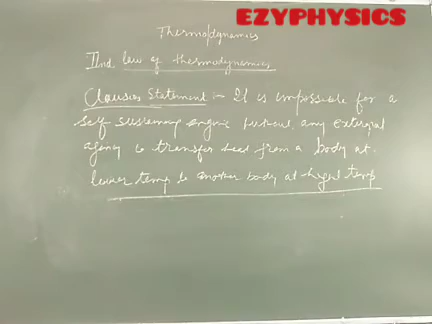 EZYPHYSICS
Thermodynamics
IInd law of thermodynamics
Clausius Statement :- It is impossible for a
self sustaining engine without any external
agency to transfer heat from a body at
lower temp to another body at higher temp